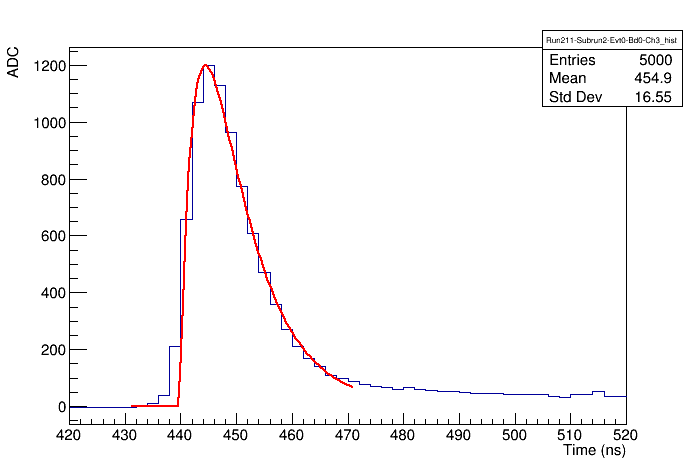 Run211-Subrun2-Evt0-Bd0-Ch3_hist
Entries 5000
Mean 454.9
Std Dev 16.55
ADC
1200
1000
800
600
400
200
0
420 430 440 450 460 470 480 490 500 510 520
Time (ns)